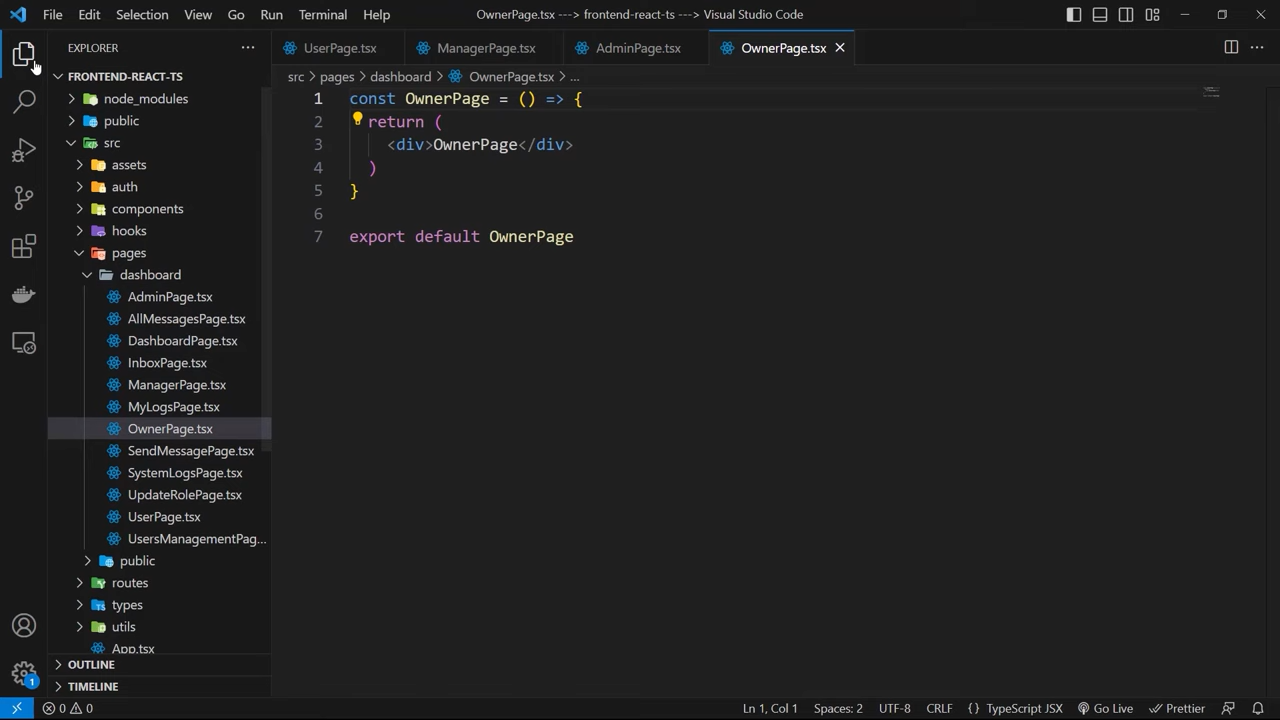 File Edit Selection View Go Run Terminal Help OwnerPage.tsx ---> frontend-react-ts ---> Visual Studio Code
EXPLORER
UserPage.tsx ManagerPage.tsx AdminPage.tsx OwnerPage.tsx
FRONTEND-REACT-TS
src > pages > dashboard > OwnerPage.tsx > ...
node_modules
public
src
assets
auth
components
hooks
pages
dashboard
AdminPage.tsx
AllMessagesPage.tsx
DashboardPage.tsx
InboxPage.tsx
ManagerPage.tsx
MyLogsPage.tsx
OwnerPage.tsx
SendMessagePage.tsx
SystemLogsPage.tsx
UpdateRolePage.tsx
UserPage.tsx
UsersManagementPag...
public
routes
types
utils
App.tsx
OUTLINE
TIMELINE
1 const OwnerPage = () => {
2 return (
3 <div>OwnerPage</div>
4 )
5 }
6
7 export default OwnerPage
1
0 0 Ln 1, Col 1 Spaces: 2 UTF-8 CRLF {} TypeScript JSX Go Live Prettier